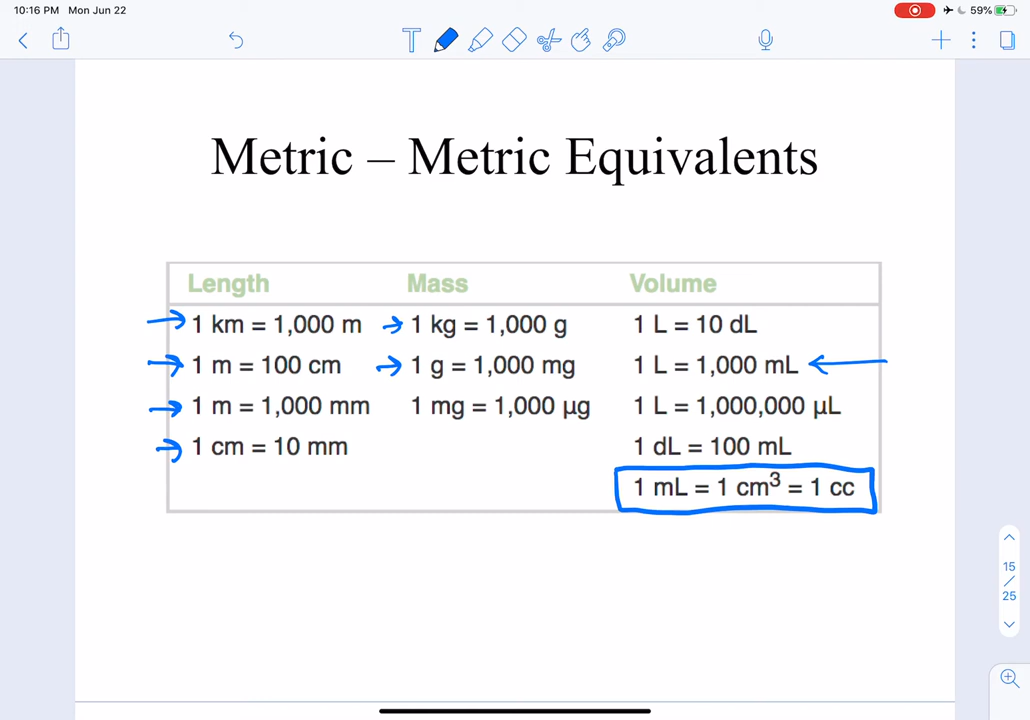 10:16 PM Mon Jun 22 59%
T
Metric – Metric Equivalents
Length Mass Volume
1 km = 1,000 m 1 kg = 1,000 g 1 L = 10 dL
1 m = 100 cm 1 g = 1,000 mg 1 L = 1,000 mL
1 m = 1,000 mm 1 mg = 1,000 µg 1 L = 1,000,000 µL
1 cm = 10 mm 1 dL = 100 mL
1 mL = 1 cm³ = 1 cc
15
/
25